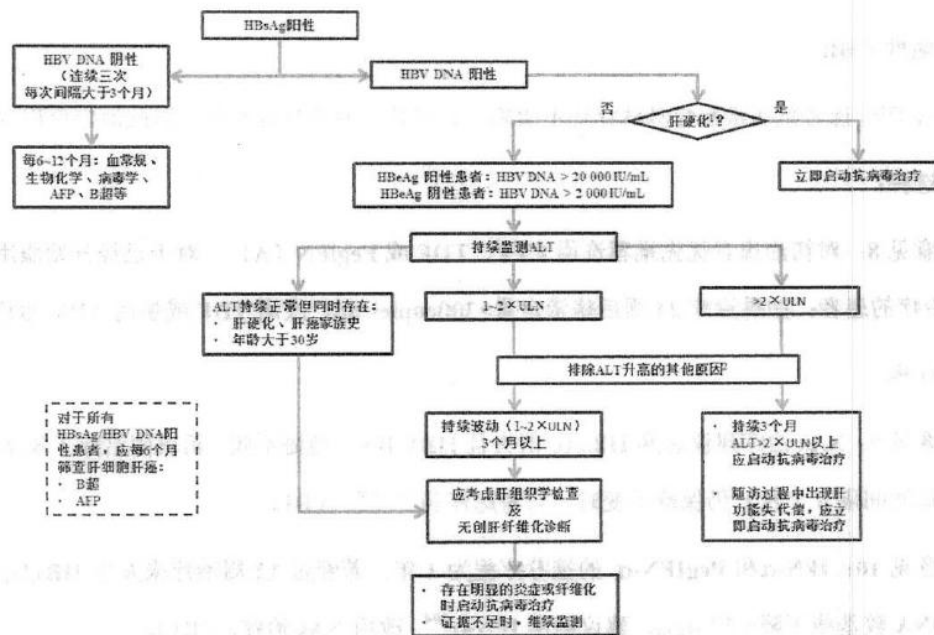 HBsAg阳性
HBV DNA 阴性
（连续三次
每次间隔大于3个月）
HBV DNA 阳性
每6~12个月：血常规、
生物化学、病毒学、
AFP、B超等
否
肝硬化¹?
是
立即启动抗病毒治疗
HBeAg 阳性患者：HBV DNA > 20 000 IU/mL
HBeAg 阴性患者：HBV DNA > 2 000 IU/mL
持续监测ALT
ALT持续正常但同时存在：
• 肝硬化、肝癌家族史
• 年龄大于30岁
1~2×ULN
>2×ULN
排除ALT升高的其他原因²
对于所有
HBsAg/HBV DNA阳
性患者，应每6个月
筛查肝细胞肝癌：
• B超
• AFP
持续波动（1~2×ULN）
3个月以上
应考虑肝组织学检查
及
无创肝纤维化诊断
• 持续3个月
ALT>2×ULN以上
应启动抗病毒治疗
• 随访过程中出现肝
功能失代偿，应立
即启动抗病毒治疗
• 存在明显的炎症或纤维化
时启动抗病毒治疗
• 证据不足时，继续监测